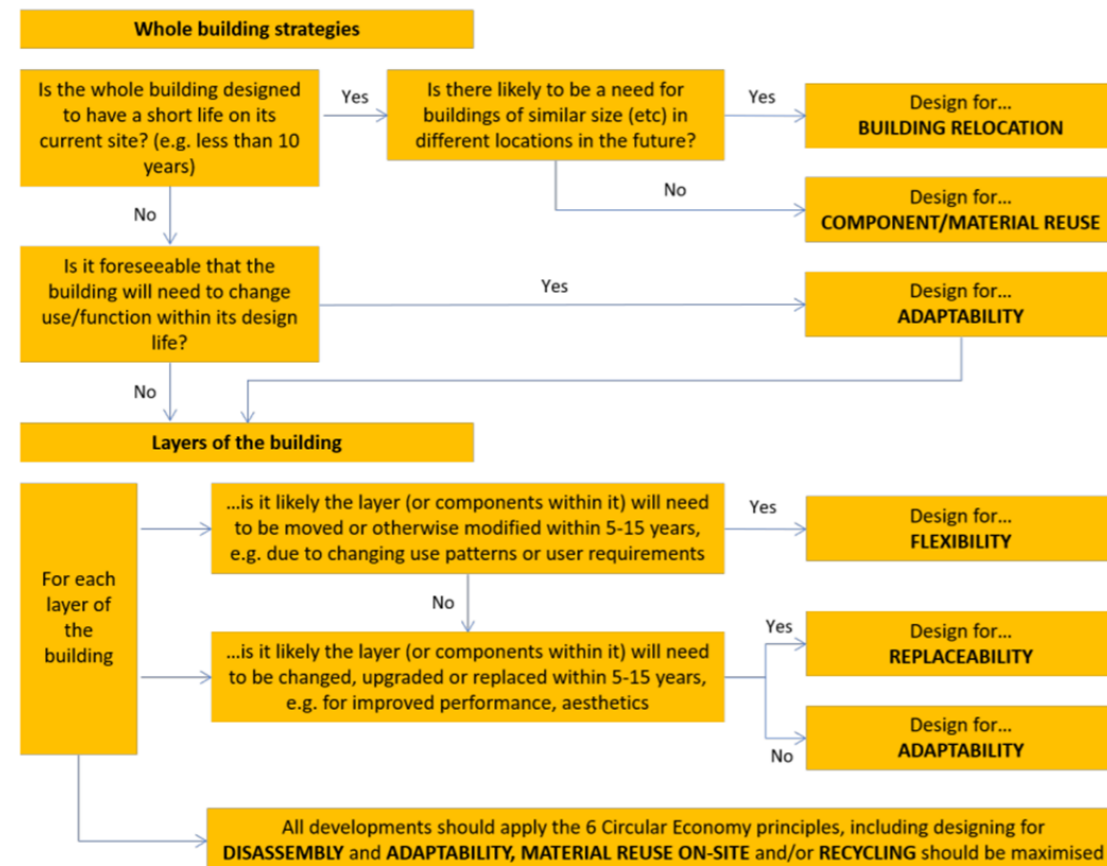 Whole building strategies
Is the whole building designed
to have a short life on its
current site? (e.g. less than 10
years)
Yes
Is there likely to be a need for
buildings of similar size (etc) in
different locations in the future?
Yes
Design for...
BUILDING RELOCATION
No
Design for...
COMPONENT/MATERIAL REUSE
No
Is it foreseeable that the
building will need to change
use/function within its design
life?
Yes
Design for...
ADAPTABILITY
No
Layers of the building
For each
layer of
the
building
...is it likely the layer (or components within it) will need
to be moved or otherwise modified within 5-15 years,
e.g. due to changing use patterns or user requirements
Yes
Design for...
FLEXIBILITY
No
...is it likely the layer (or components within it) will need
to be changed, upgraded or replaced within 5-15 years,
e.g. for improved performance, aesthetics
Yes
Design for...
REPLACEABILITY
No
Design for...
ADAPTABILITY
All developments should apply the 6 Circular Economy principles, including designing for
DISASSEMBLY and ADAPTABILITY, MATERIAL REUSE ON-SITE and/or RECYCLING should be maximised